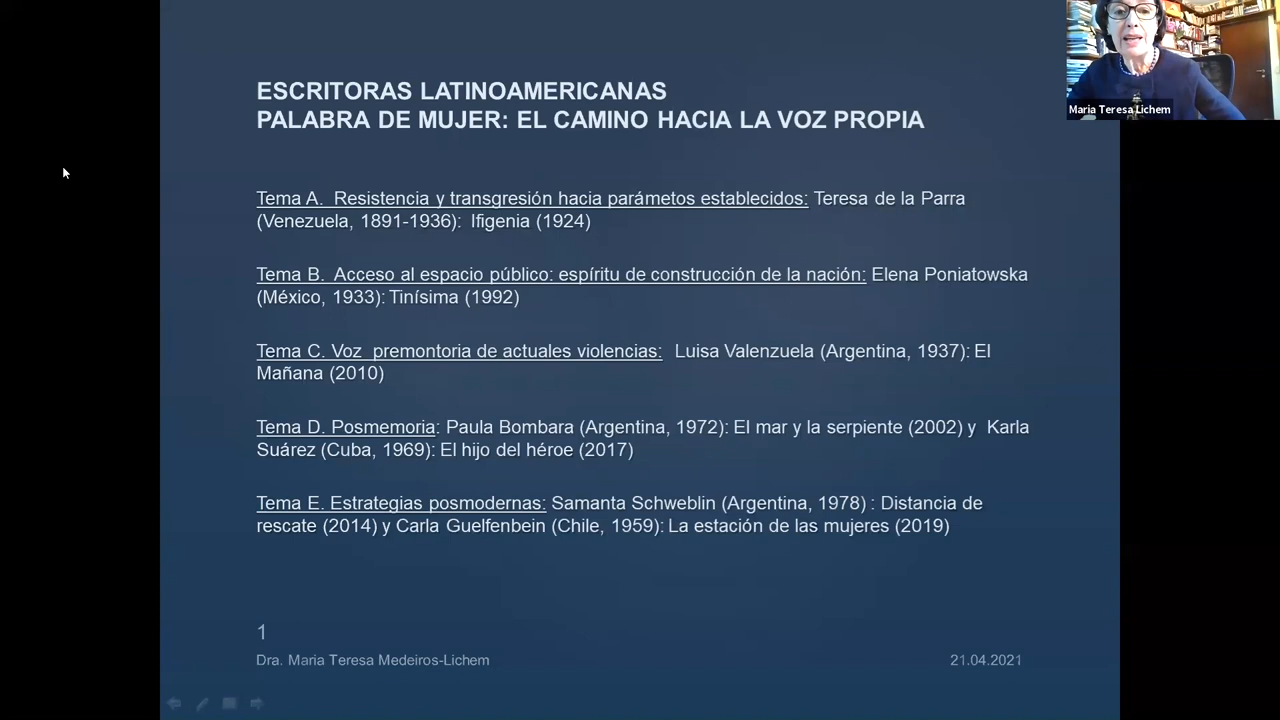 Maria Teresa Lichem
ESCRITORAS LATINOAMERICANAS
PALABRA DE MUJER: EL CAMINO HACIA LA VOZ PROPIA
Tema A. Resistencia y transgresión hacia parámetos establecidos: Teresa de la Parra
(Venezuela, 1891-1936): Ifigenia (1924)
Tema B. Acceso al espacio público: espíritu de construcción de la nación: Elena Poniatowska
(México, 1933): Tinísima (1992)
Tema C. Voz premontoria de actuales violencias: Luisa Valenzuela (Argentina, 1937): El
Mañana (2010)
Tema D. Posmemoria: Paula Bombara (Argentina, 1972): El mar y la serpiente (2002) y Karla
Suárez (Cuba, 1969): El hijo del héroe (2017)
Tema E. Estrategias posmodernas: Samanta Schweblin (Argentina, 1978) : Distancia de
rescate (2014) y Carla Guelfenbein (Chile, 1959): La estación de las mujeres (2019)
1
Dra. Maria Teresa Medeiros-Lichem
21.04.2021